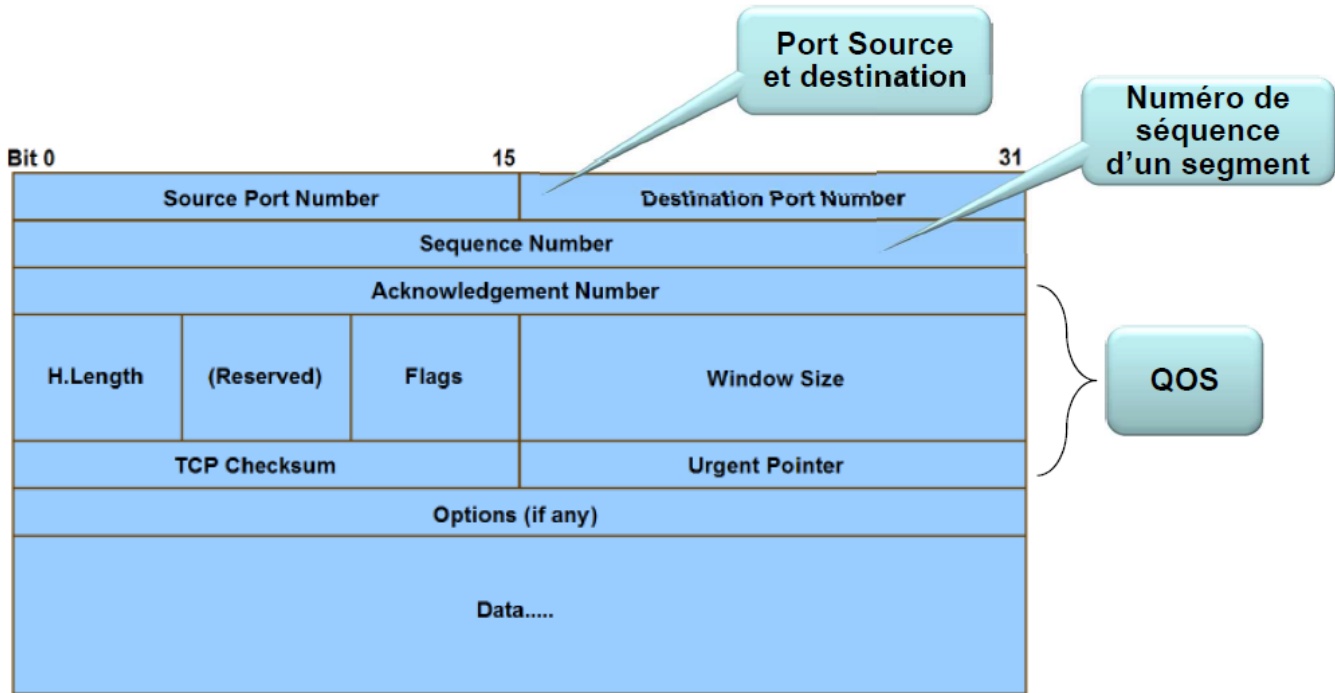 Port Source
et destination
Numéro de
séquence
d'un segment
Bit 0 15 31
Source Port Number Destination Port Number
Sequence Number
Acknowledgement Number
H.Length (Reserved) Flags Window Size
QOS
TCP Checksum Urgent Pointer
Options (if any)
Data.....